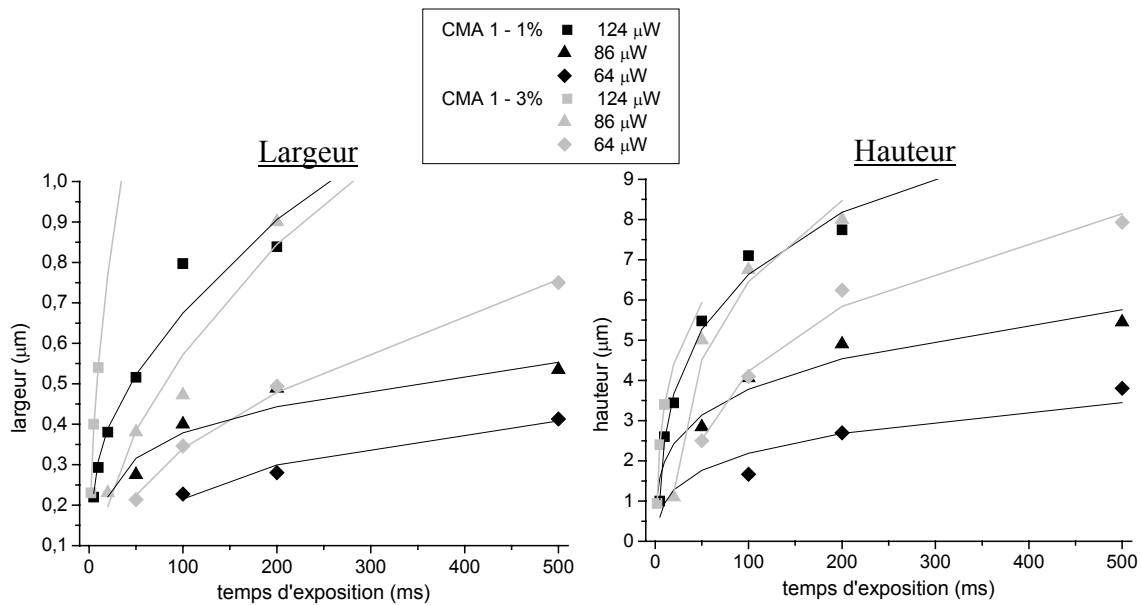 CMA 1 - 1% 124 μW
86 μW
64 μW
CMA 1 - 3% 124 μW
86 μW
64 μW
Largeur
1,0
0,9
0,8
0,7
0,6
0,5
0,4
0,3
0,2
0,1
largeur (μm)
0 100 200 300 400 500
temps d'exposition (ms)
Hauteur
9
8
7
6
5
4
3
2
1
0
hauteur (μm)
0 100 200 300 400 500
temps d'exposition (ms)